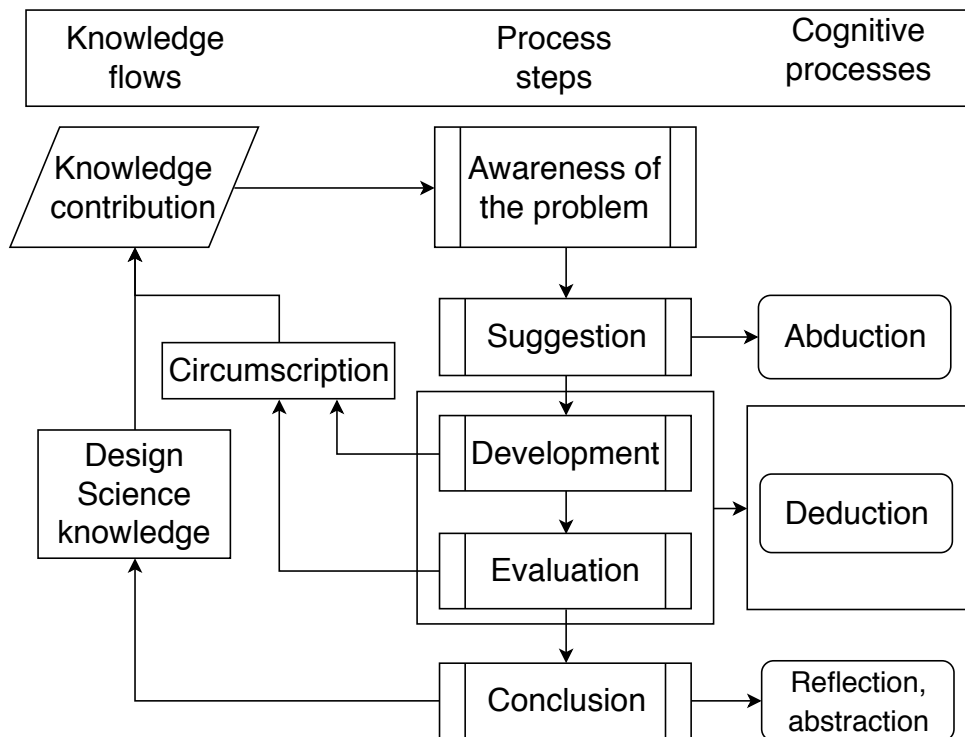 Knowledge
flows
Process
steps
Cognitive
processes
Knowledge
contribution
Awareness of
the problem
Suggestion
Abduction
Circumscription
Development
Design
Science
knowledge
Deduction
Evaluation
Conclusion
Reflection,
abstraction